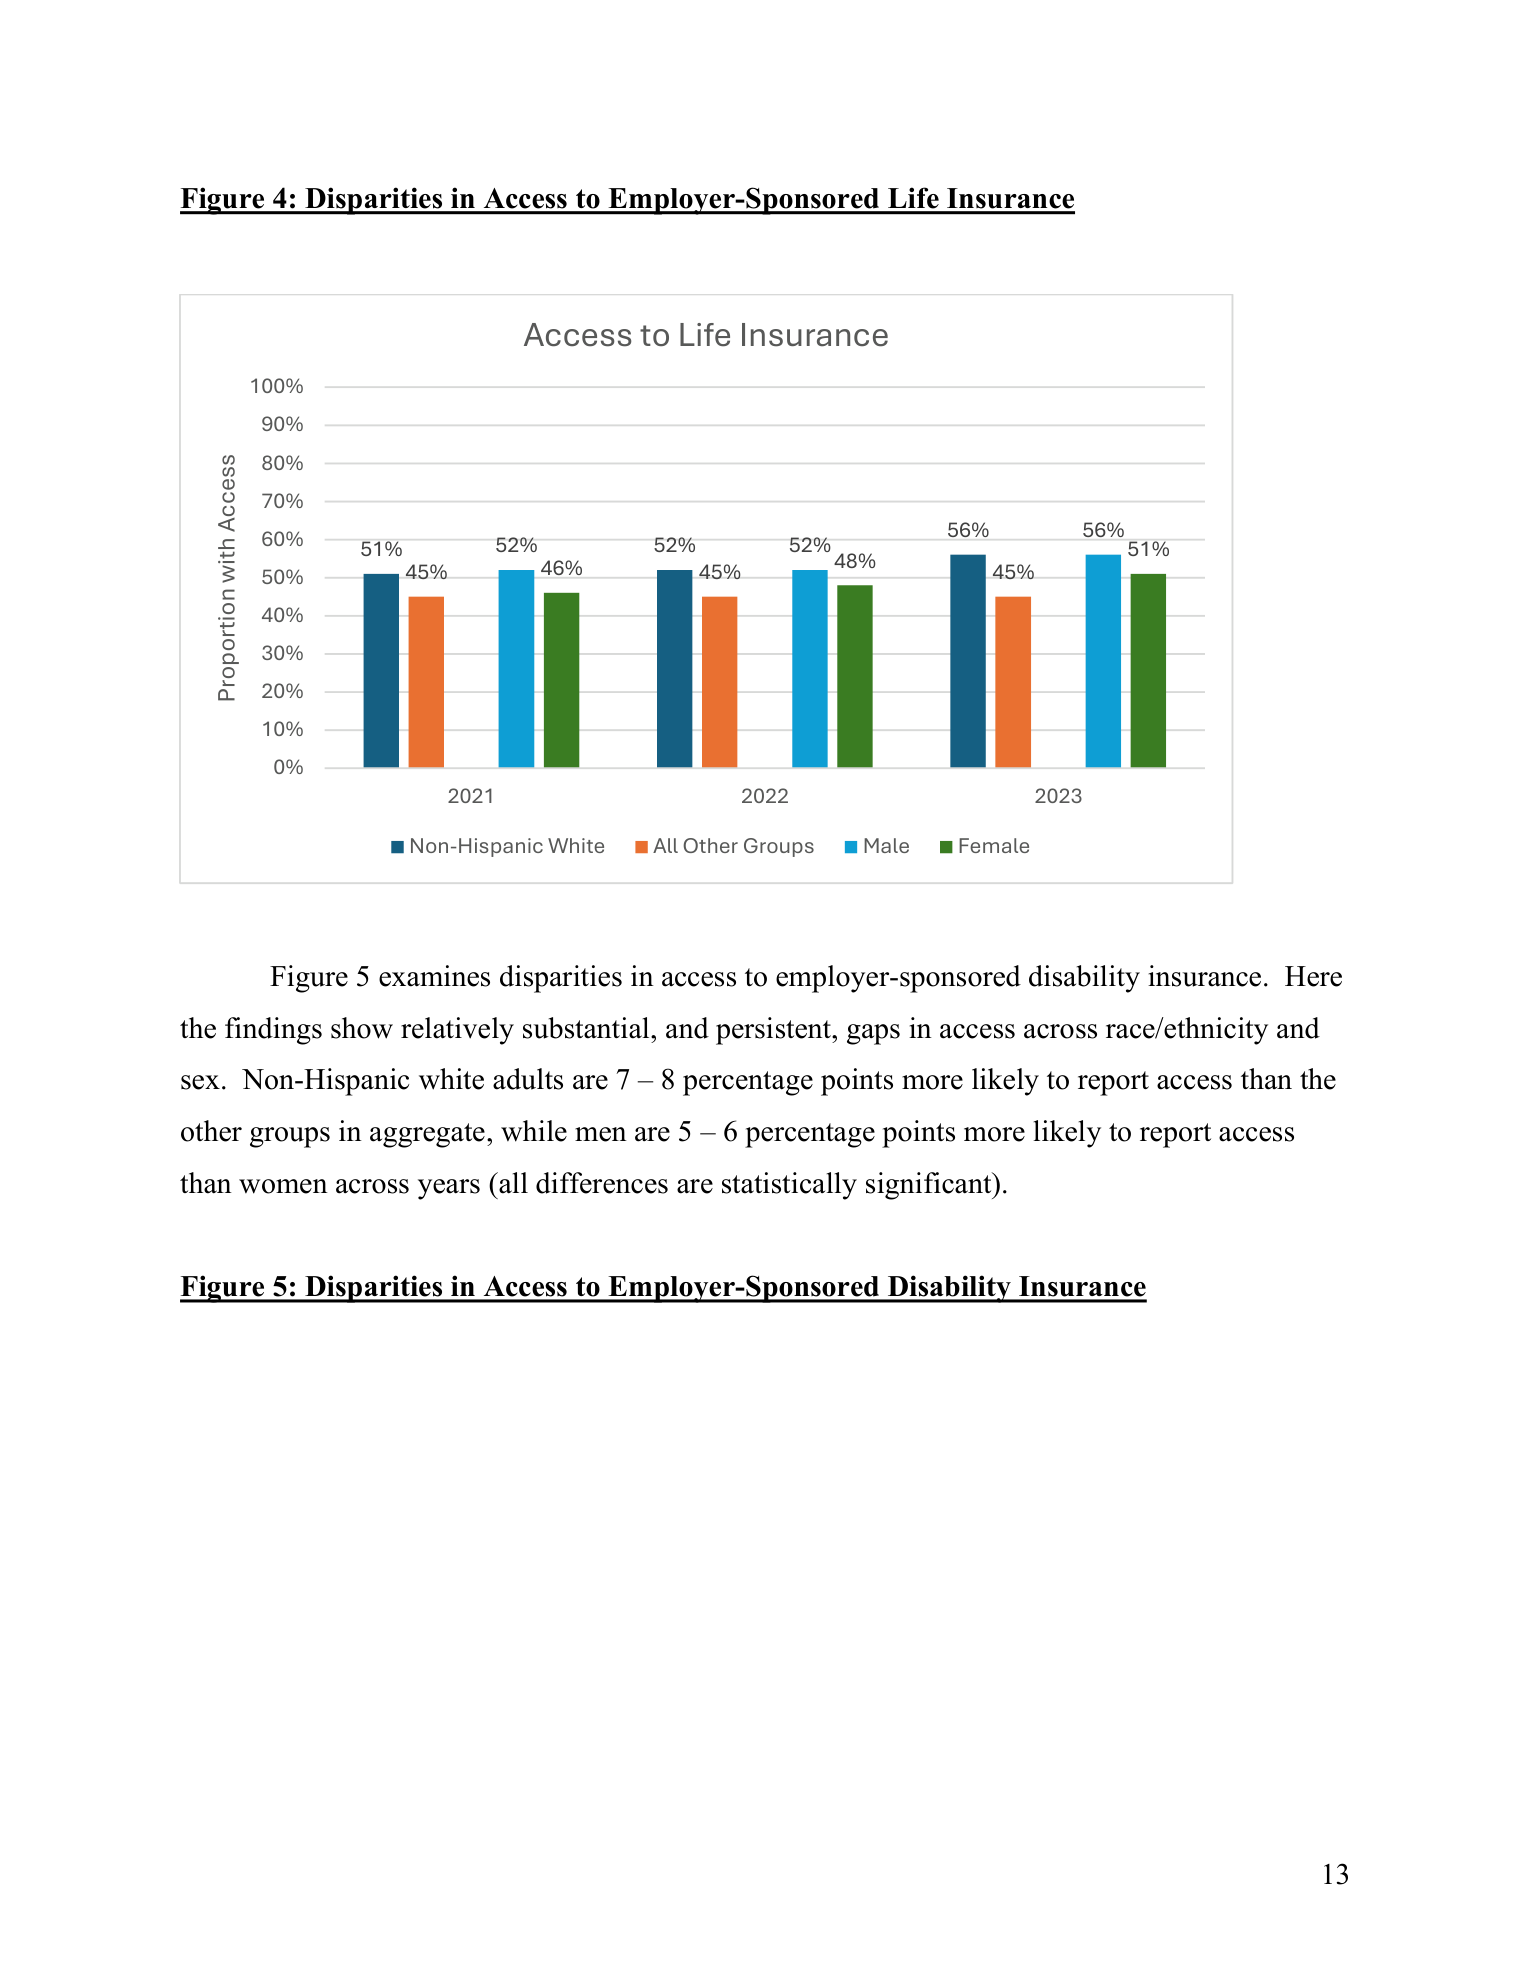 Figure 4: Disparities in Access to Employer-Sponsored Life Insurance
Access to Life Insurance
Proportion with Access
100%
90%
80%
70%
60%
50%
40%
30%
20%
10%
0%
51%
45%
52%
46%
52%
45%
52%
48%
56%
45%
56%
51%
2021
2022
2023
Non-Hispanic White
All Other Groups
Male
Female
Figure 5 examines disparities in access to employer-sponsored disability insurance.  Here
the findings show relatively substantial, and persistent, gaps in access across race/ethnicity and
sex.  Non-Hispanic white adults are 7 – 8 percentage points more likely to report access than the
other groups in aggregate, while men are 5 – 6 percentage points more likely to report access
than women across years (all differences are statistically significant).
Figure 5: Disparities in Access to Employer-Sponsored Disability Insurance
13